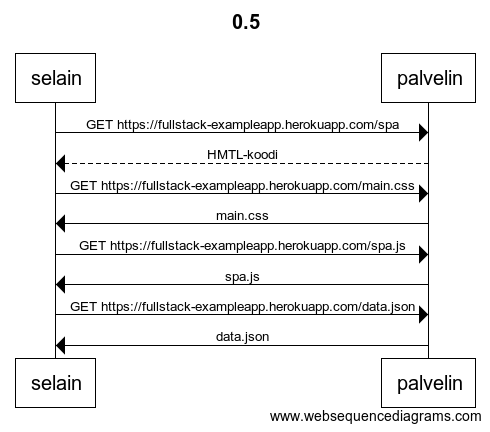 0.5
selain
palvelin
GET https://fullstack-exampleapp.herokuapp.com/spa
HMTL-koodi
GET https://fullstack-exampleapp.herokuapp.com/main.css
main.css
GET https://fullstack-exampleapp.herokuapp.com/spa.js
spa.js
GET https://fullstack-exampleapp.herokuapp.com/data.json
data.json
selain
palvelin
www.websequencediagrams.com